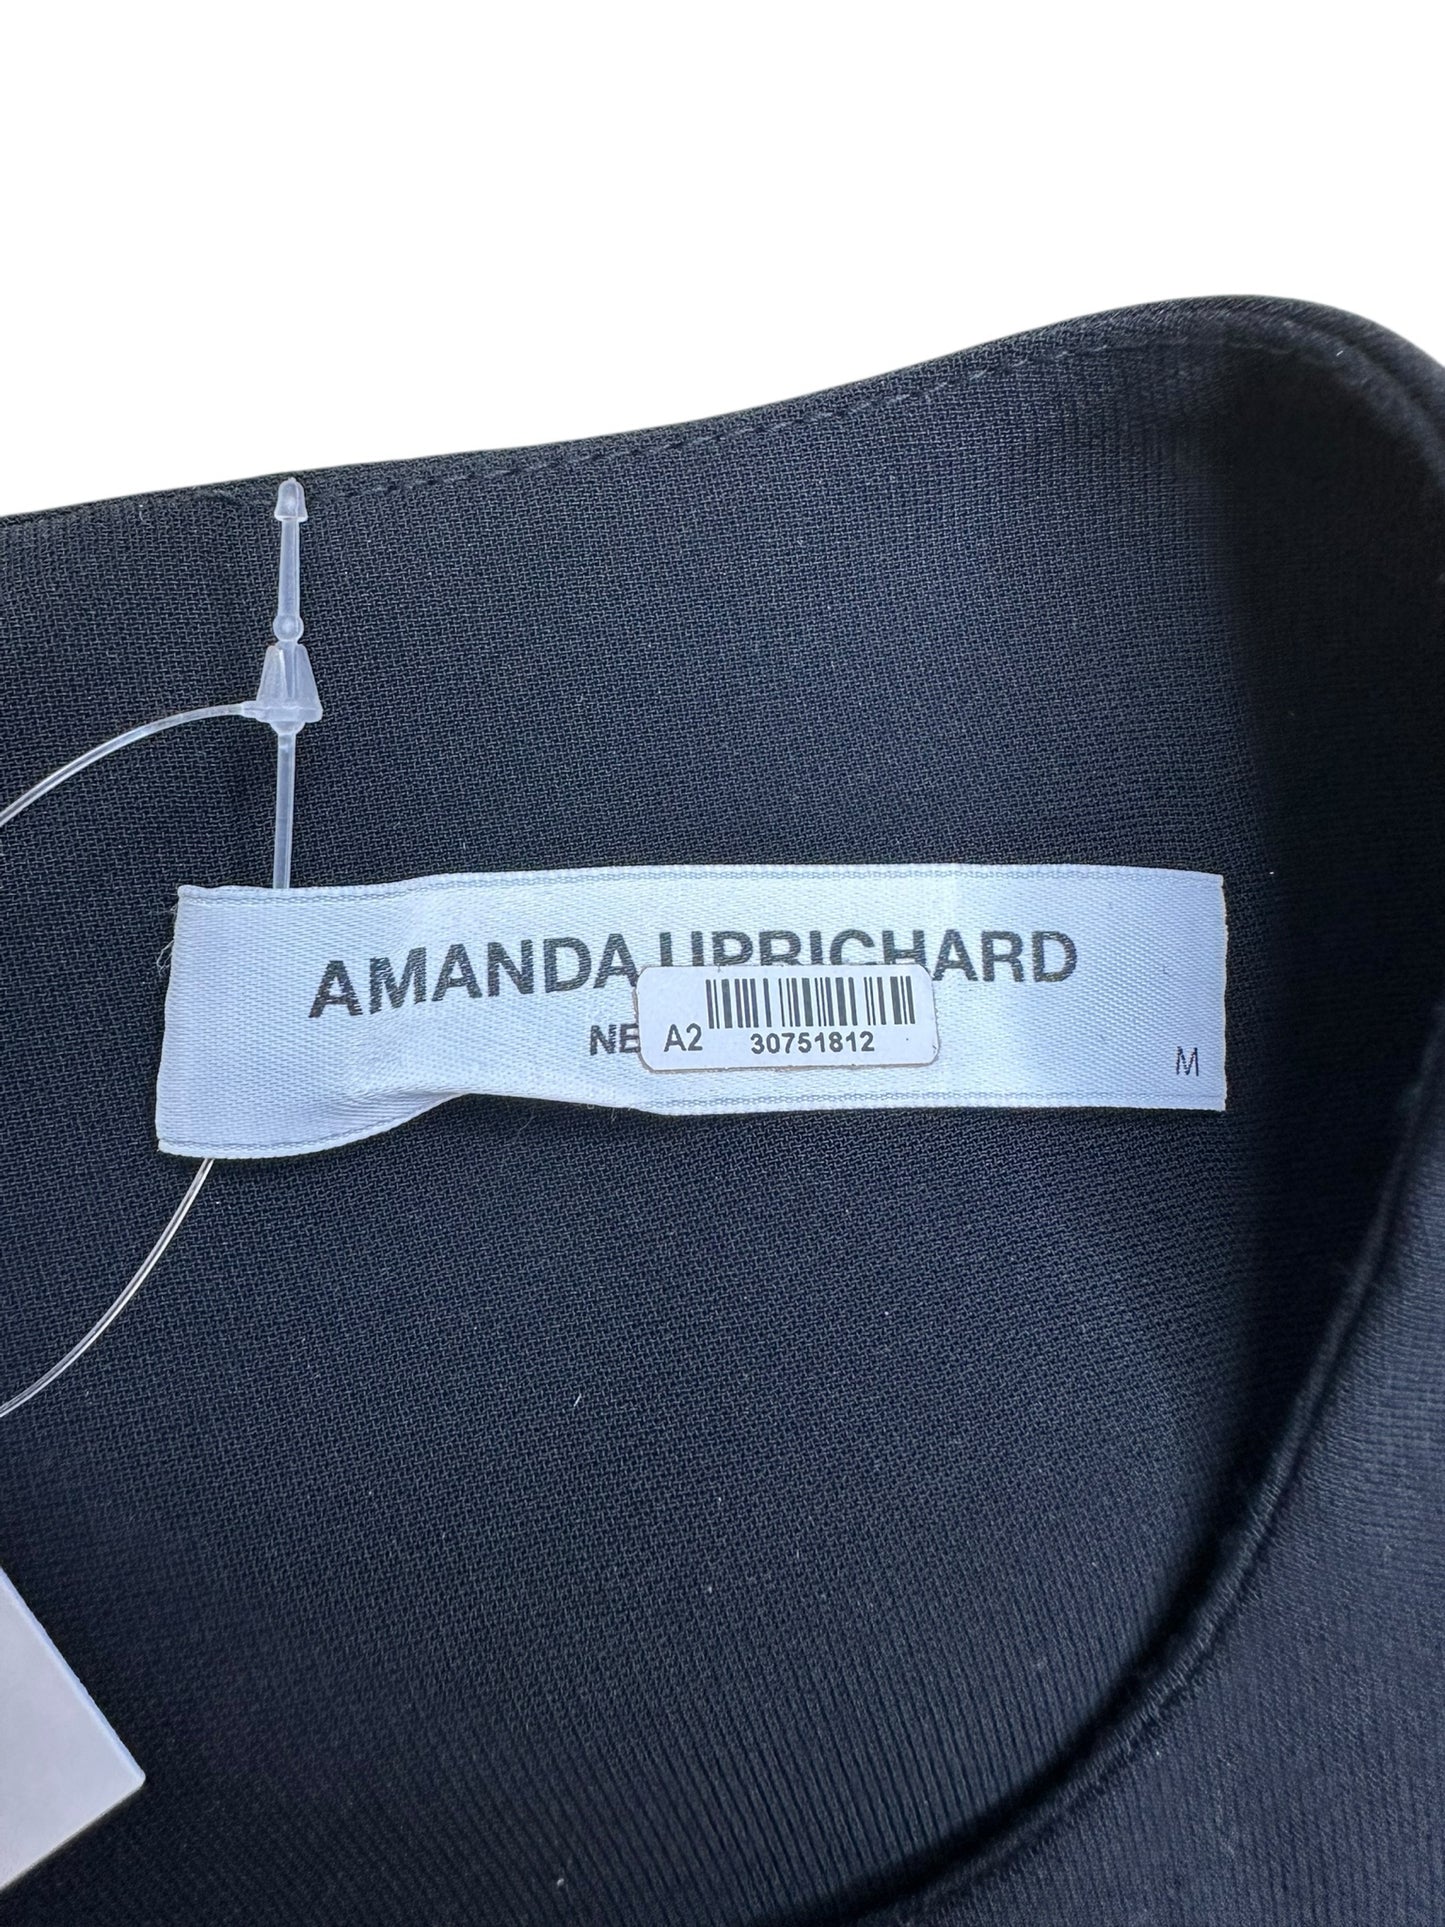 AMANDA UPRICHARD
NE
A2 30751812
M